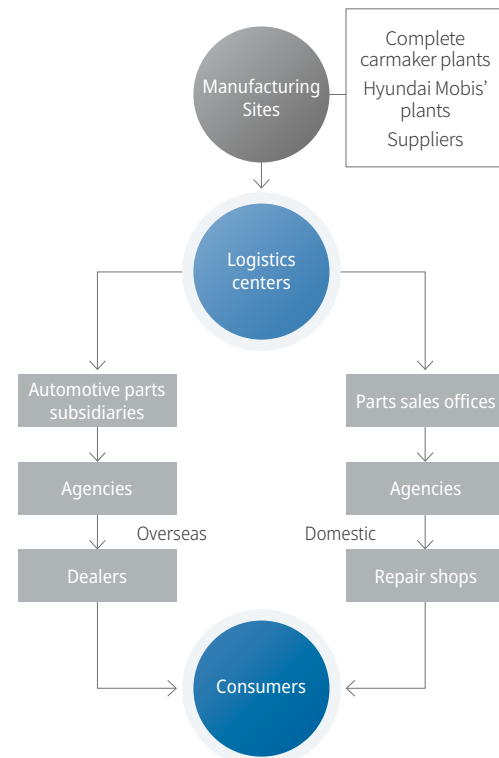 Manufacturing
Sites
Complete
carmaker plants
Hyundai Mobis’
plants
Suppliers
Logistics
centers
Automotive parts
subsidiaries
Parts sales offices
Agencies
Agencies
Overseas
Domestic
Dealers
Repair shops
Consumers